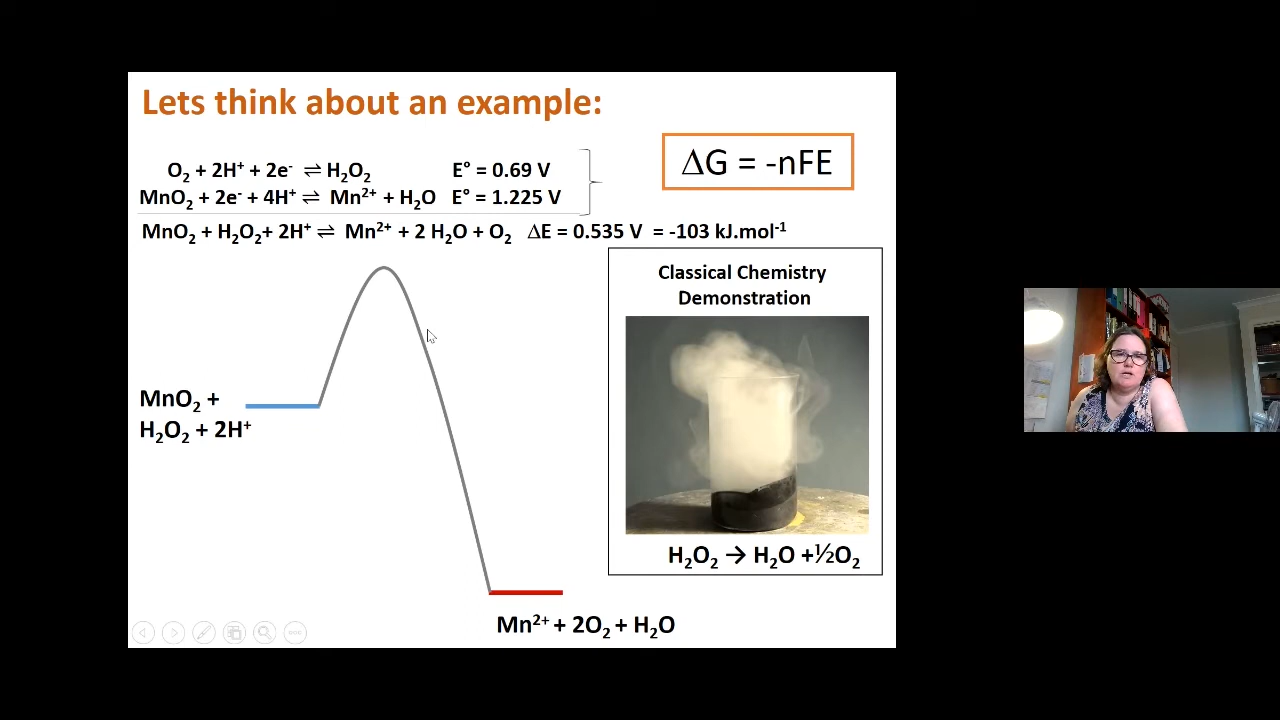 Lets think about an example:
O₂ + 2H⁺ + 2e⁻ ⇌ H₂O₂ E° = 0.69 V
MnO₂ + 2e⁻ + 4H⁺ ⇌ Mn²⁺ + H₂O E° = 1.225 V
ΔG = -nFE
MnO₂ + H₂O₂+ 2H⁺ ⇌ Mn²⁺ + 2 H₂O + O₂ ΔE = 0.535 V = -103 kJ.mol⁻¹
Classical Chemistry
Demonstration
MnO₂ +
H₂O₂ + 2H⁺
H₂O₂ → H₂O +½O₂
Mn²⁺ + 2O₂ + H₂O